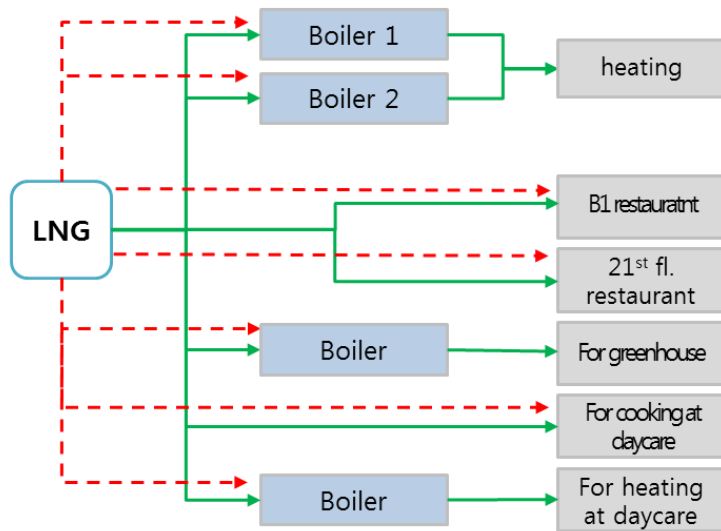 Boiler 1
heating
Boiler 2
B1 restauratnt
LNG
21st fl.
restaurant
Boiler
For greenhouse
For cooking at
daycare
Boiler
For heating
at daycare